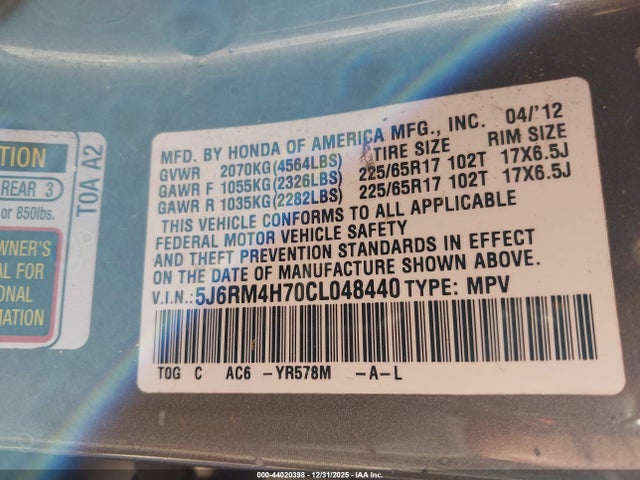 TION
REAR 3
or 850lbs.
OWNER'S
AL FOR
ONAL
MATION
TOA A2
MFD. BY HONDA OF AMERICA MFG., INC. 04/'12
GVWR 2070KG(4564LBS) TIRE SIZE RIM SIZE
GAWR F 1055KG(2326LBS) 225/65R17 102T 17X6.5J
GAWR R 1035KG(2282LBS) 225/65R17 102T 17X6.5J
THIS VEHICLE CONFORMS TO ALL APPLICABLE
FEDERAL MOTOR VEHICLE SAFETY
AND THEFT PREVENTION STANDARDS IN EFFECT
ON THE DATE OF MANUFACTURE SHOWN ABOVE.
V.I.N.:5J6RM4H70CL048440 TYPE: MPV
TOG C AC6 -YR578M -A-L
000-44020398 - 12/31/2025 - IAA Inc.